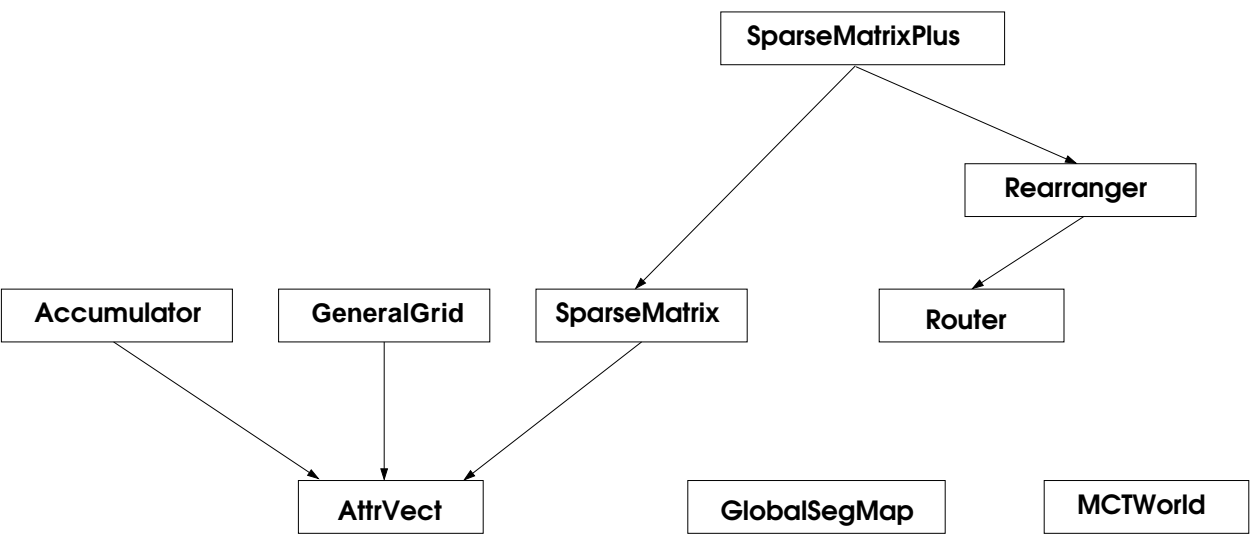 SparseMatrixPlus
Rearranger
Accumulator
GeneralGrid
SparseMatrix
Router
AttrVect
GlobalSegMap
MCTWorld